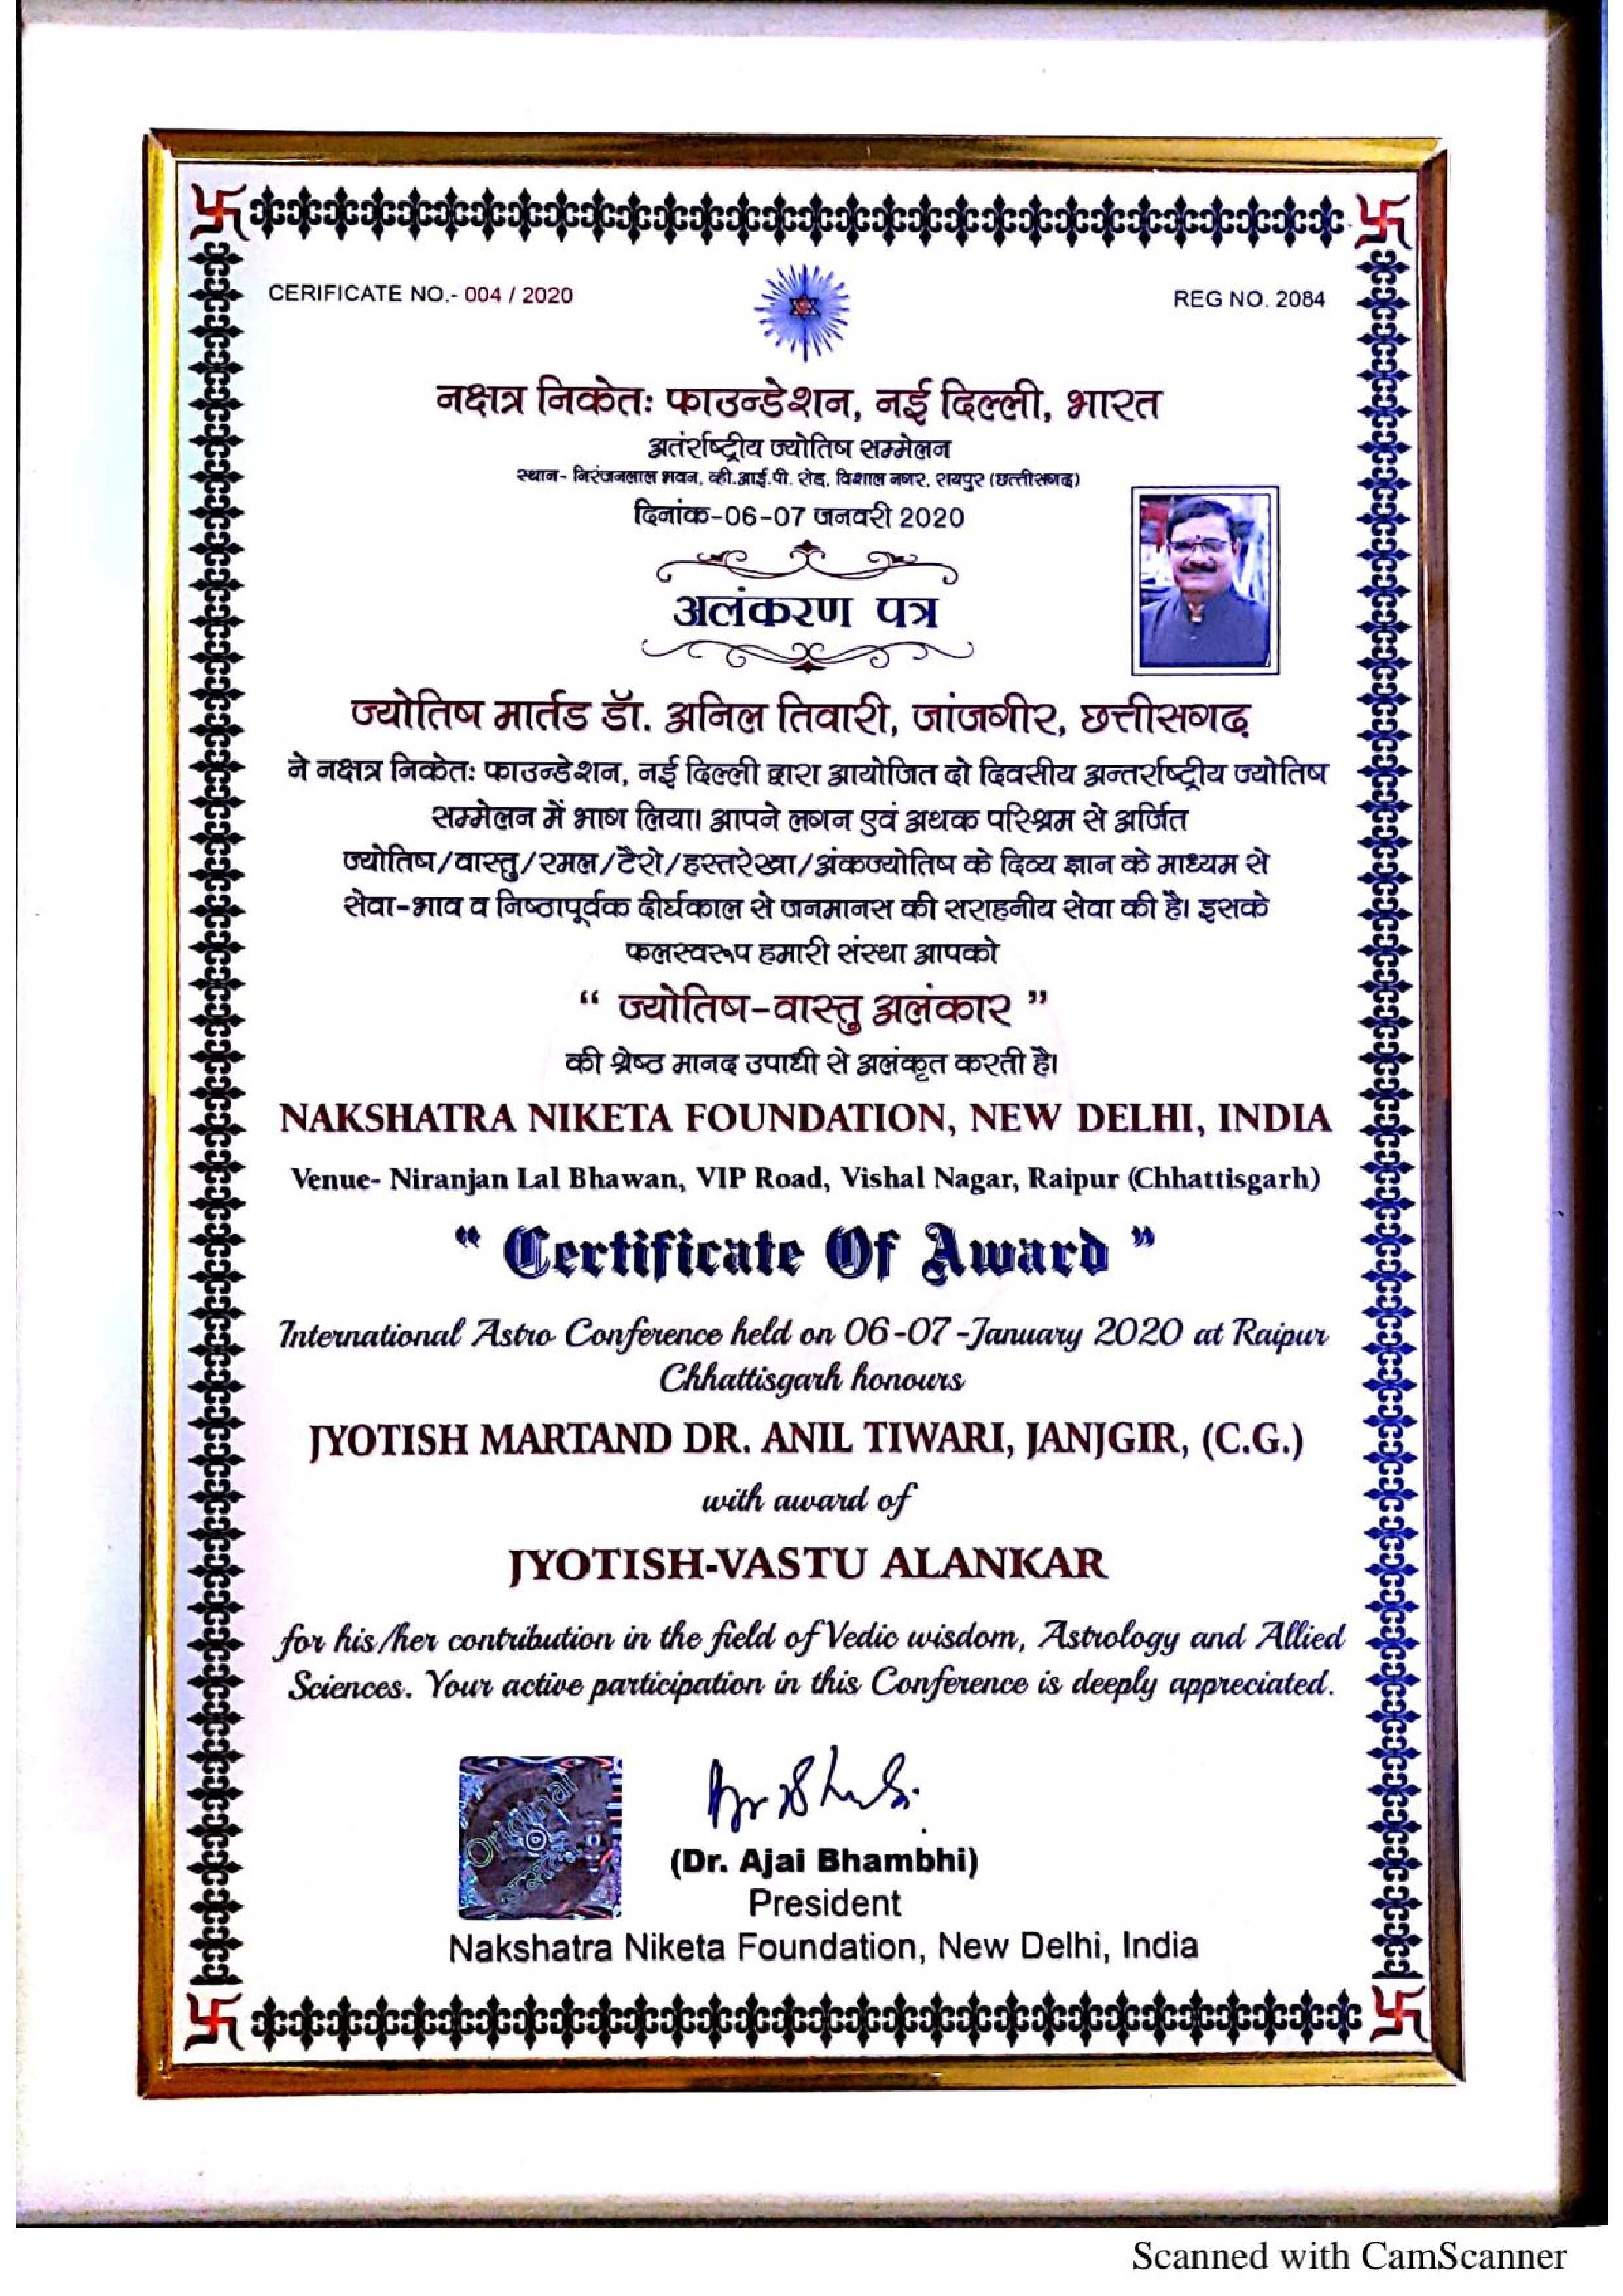 CERIFICATE NO.- 004 / 2020
REG NO. 2084
नक्षत्र निकेतः फाउन्डेशन, नई दिल्ली, भारत
अतंर्राष्ट्रीय ज्योतिष सम्मेलन
स्थान- निरंजनलाल भवन, व्ही.आई.पी. रोड, विशाल नगर, रायपुर (छत्तीसगढ)
दिनांक-06-07 जनवरी 2020
अलंकरण पत्र
ज्योतिष मार्तंड डॉ. अनिल तिवारी, जांजगीर, छत्तीसगढ़
ने नक्षत्र निकेतः फाउन्डेशन, नई दिल्ली द्वारा आयोजित दो दिवसीय अन्तर्राष्ट्रीय ज्योतिष
सम्मेलन में भाग लिया। आपने लगन एवं अथक परिश्रम से अर्जित
ज्योतिष/वास्तु/रमल/टैरो/हस्तरेखा/अंकज्योतिष के दिव्य ज्ञान के माध्यम से
सेवा-भाव व निष्ठापूर्वक दीर्घकाल से जनमानस की सराहनीय सेवा की है। इसके
फलस्वरूप हमारी संस्था आपको
“ ज्योतिष-वास्तु अलंकार ”
की श्रेष्ठ मानद उपाधी से अलंकृत करती है।
NAKSHATRA NIKETA FOUNDATION, NEW DELHI, INDIA
Venue- Niranjan Lal Bhawan, VIP Road, Vishal Nagar, Raipur (Chhattisgarh)
“ Certificate Of Award ”
International Astro Conference held on 06-07-January 2020 at Raipur
Chhattisgarh honours
JYOTISH MARTAND DR. ANIL TIWARI, JANJGIR, (C.G.)
with award of
JYOTISH-VASTU ALANKAR
for his/her contribution in the field of Vedic wisdom, Astrology and Allied
Sciences. Your active participation in this Conference is deeply appreciated.
Original
(Dr. Ajai Bhambhi)
President
Nakshatra Niketa Foundation, New Delhi, India
Scanned with CamScanner